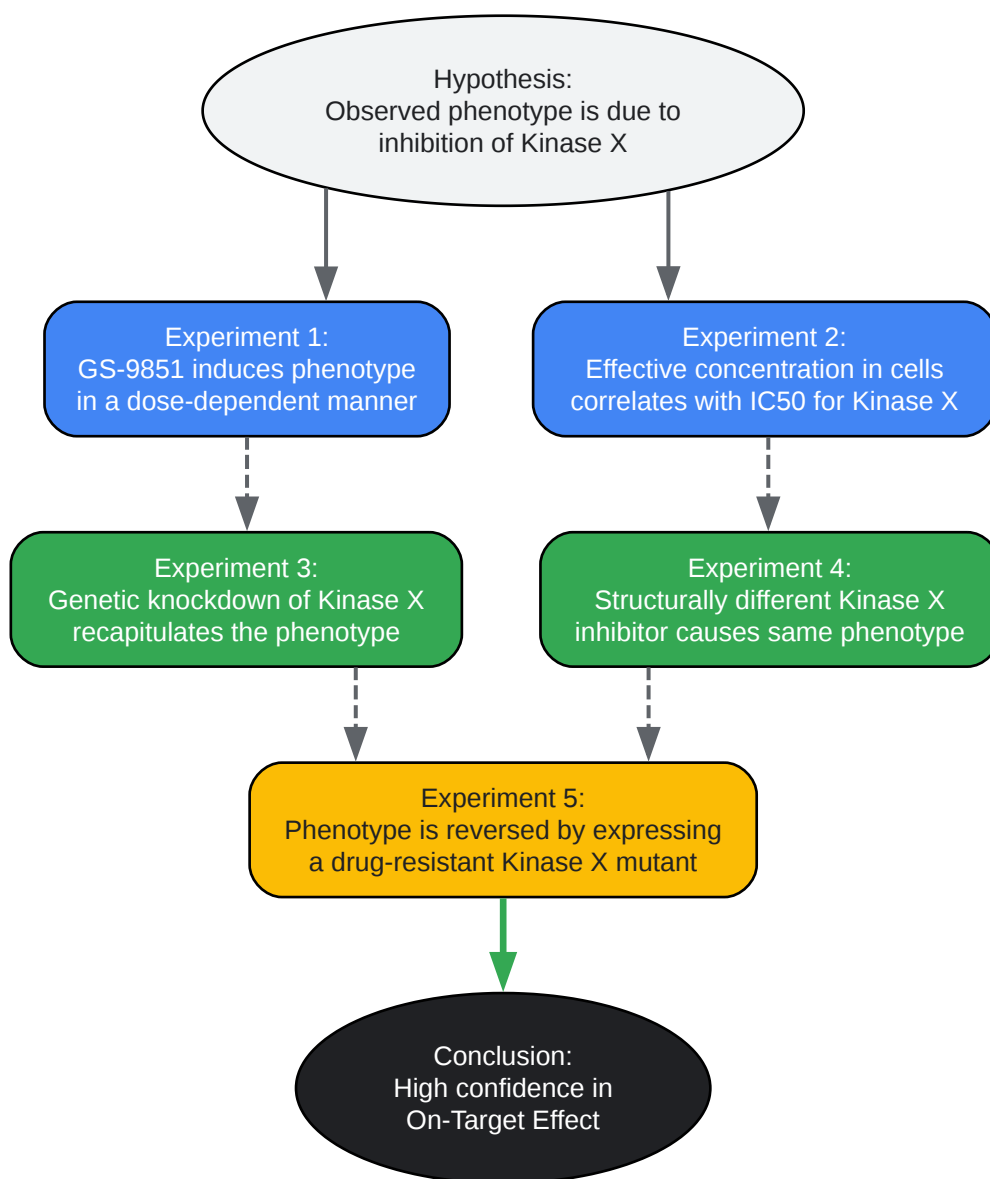 Hypothesis:
Observed phenotype is due to
inhibition of Kinase X
Experiment 1:
GS-9851 induces phenotype
in a dose-dependent manner
Experiment 2:
Effective concentration in cells
correlates with IC50 for Kinase X
Experiment 3:
Genetic knockdown of Kinase X
recapitulates the phenotype
Experiment 4:
Structurally different Kinase X
inhibitor causes same phenotype
Experiment 5:
Phenotype is reversed by expressing
a drug-resistant Kinase X mutant
Conclusion:
High confidence in
On-Target Effect